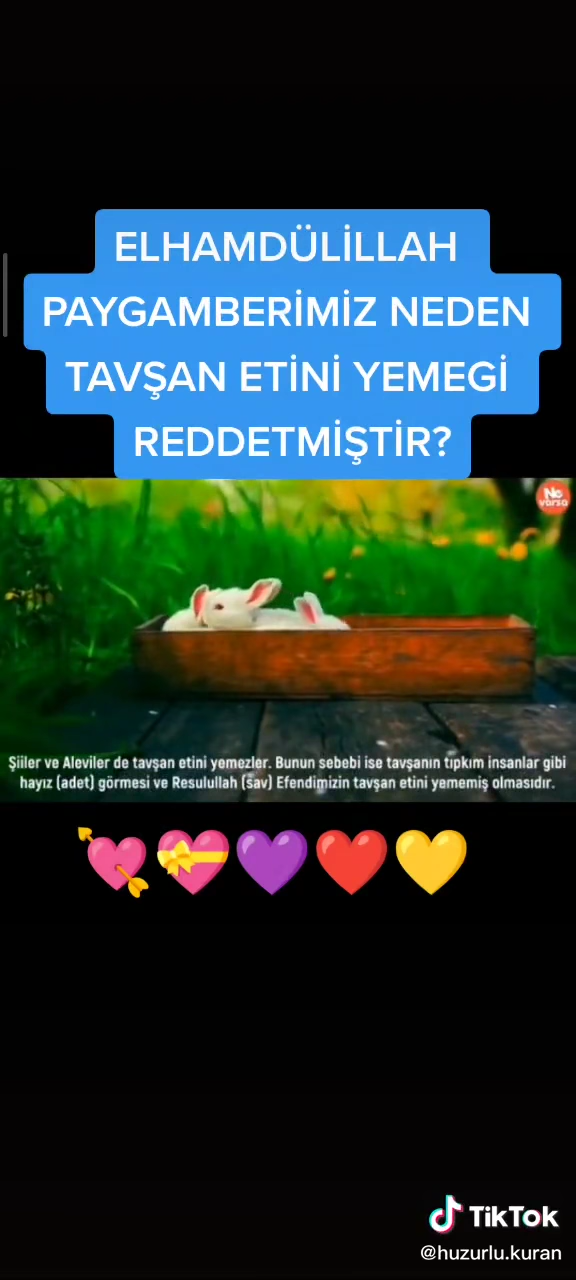 ELHAMDÜLİLLAH
PAYGAMBERİMİZ NEDEN
TAVŞAN ETİNİ YEMEGİ
REDDETMİŞTİR?
Ne
varsa
Şiiler ve Aleviler de tavşan etini yemezler. Bunun sebebi ise tavşanın tıpkım insanlar gibi
hayız (adet) görmesi ve Resulullah (sav) Efendimizin tavşan etini yememiş olmasıdır.
TikTok
@huzurlu.kuran